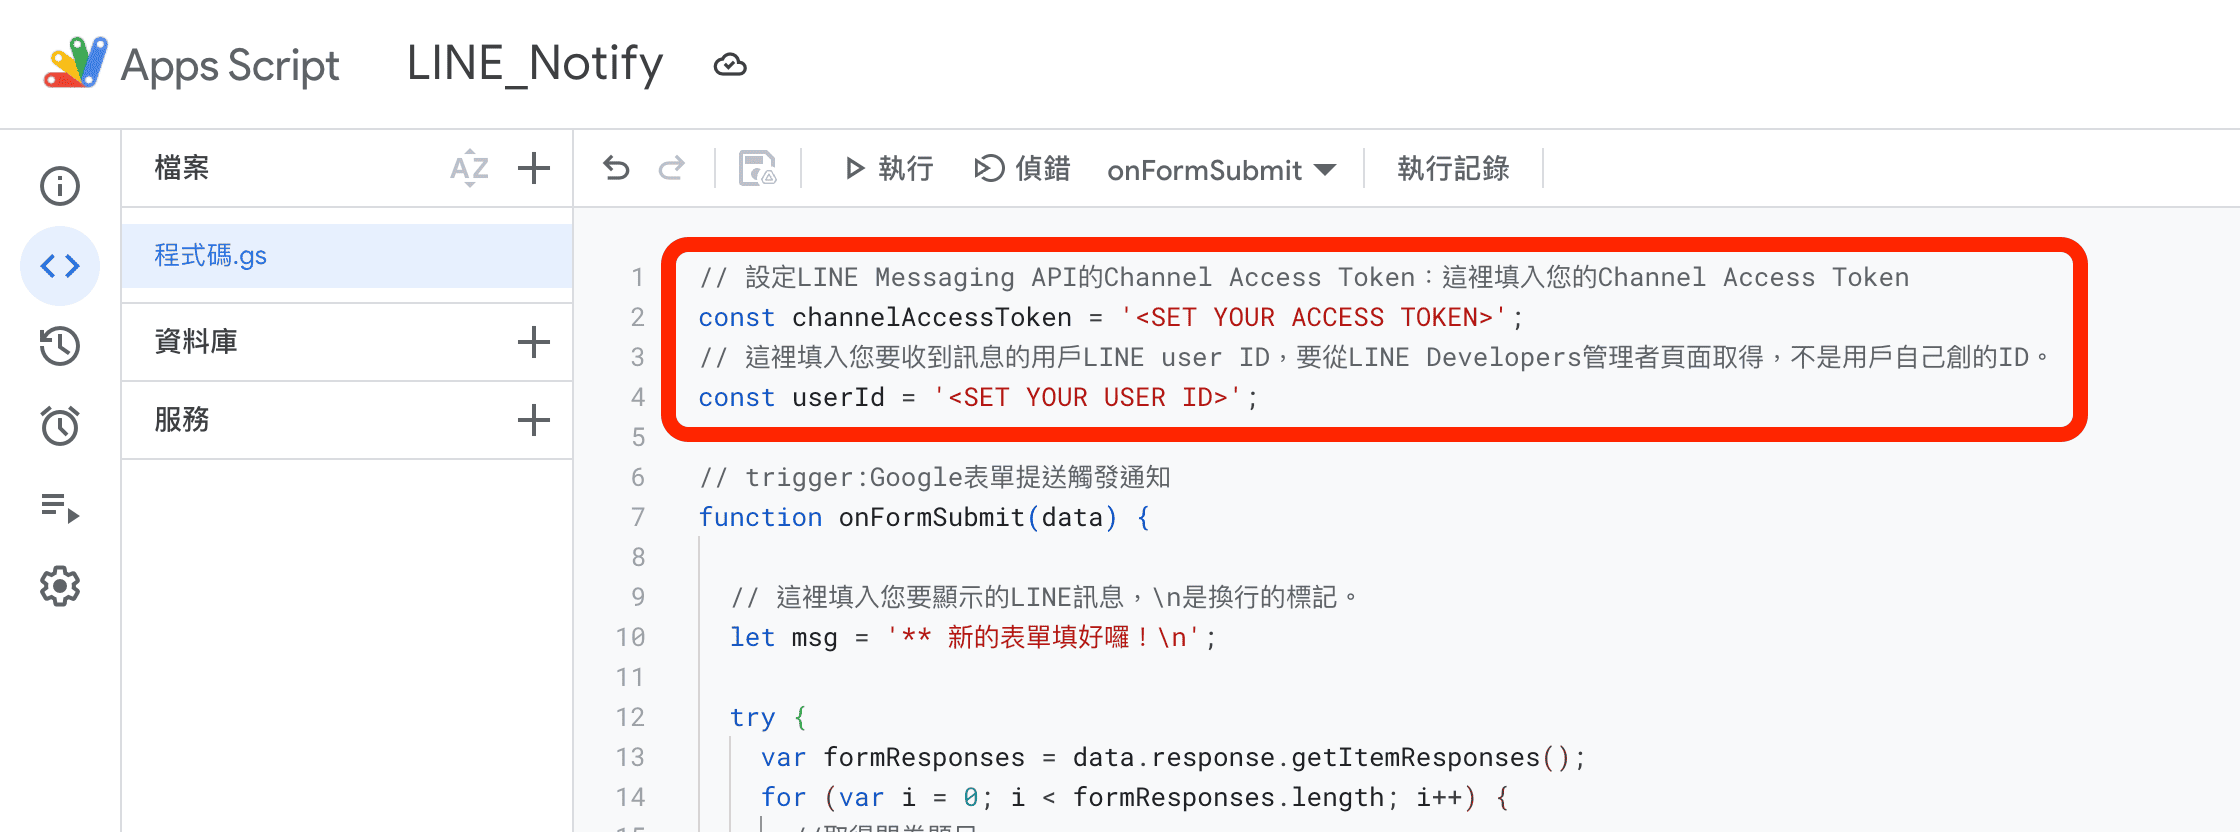 Apps Script LINE_Notify
檔案 AZ
執行 偵錯 onFormSubmit 執行記錄
程式碼.gs
資料庫
服務
1 // 設定LINE Messaging API的Channel Access Token：這裡填入您的Channel Access Token
2 const channelAccessToken = '<SET YOUR ACCESS TOKEN>';
3 // 這裡填入您要收到訊息的用戶LINE user ID，要從LINE Developers管理者頁面取得，不是用戶自己創的ID。
4 const userId = '<SET YOUR USER ID>';
5
6 // trigger:Google表單提送觸發通知
7 function onFormSubmit(data) {
8
9 // 這裡填入您要顯示的LINE訊息，\n是換行的標記。
10 let msg = '** 新的表單填好囉！\n';
11
12 try {
13 var formResponses = data.response.getItemResponses();
14 for (var i = 0; i < formResponses.length; i++) {